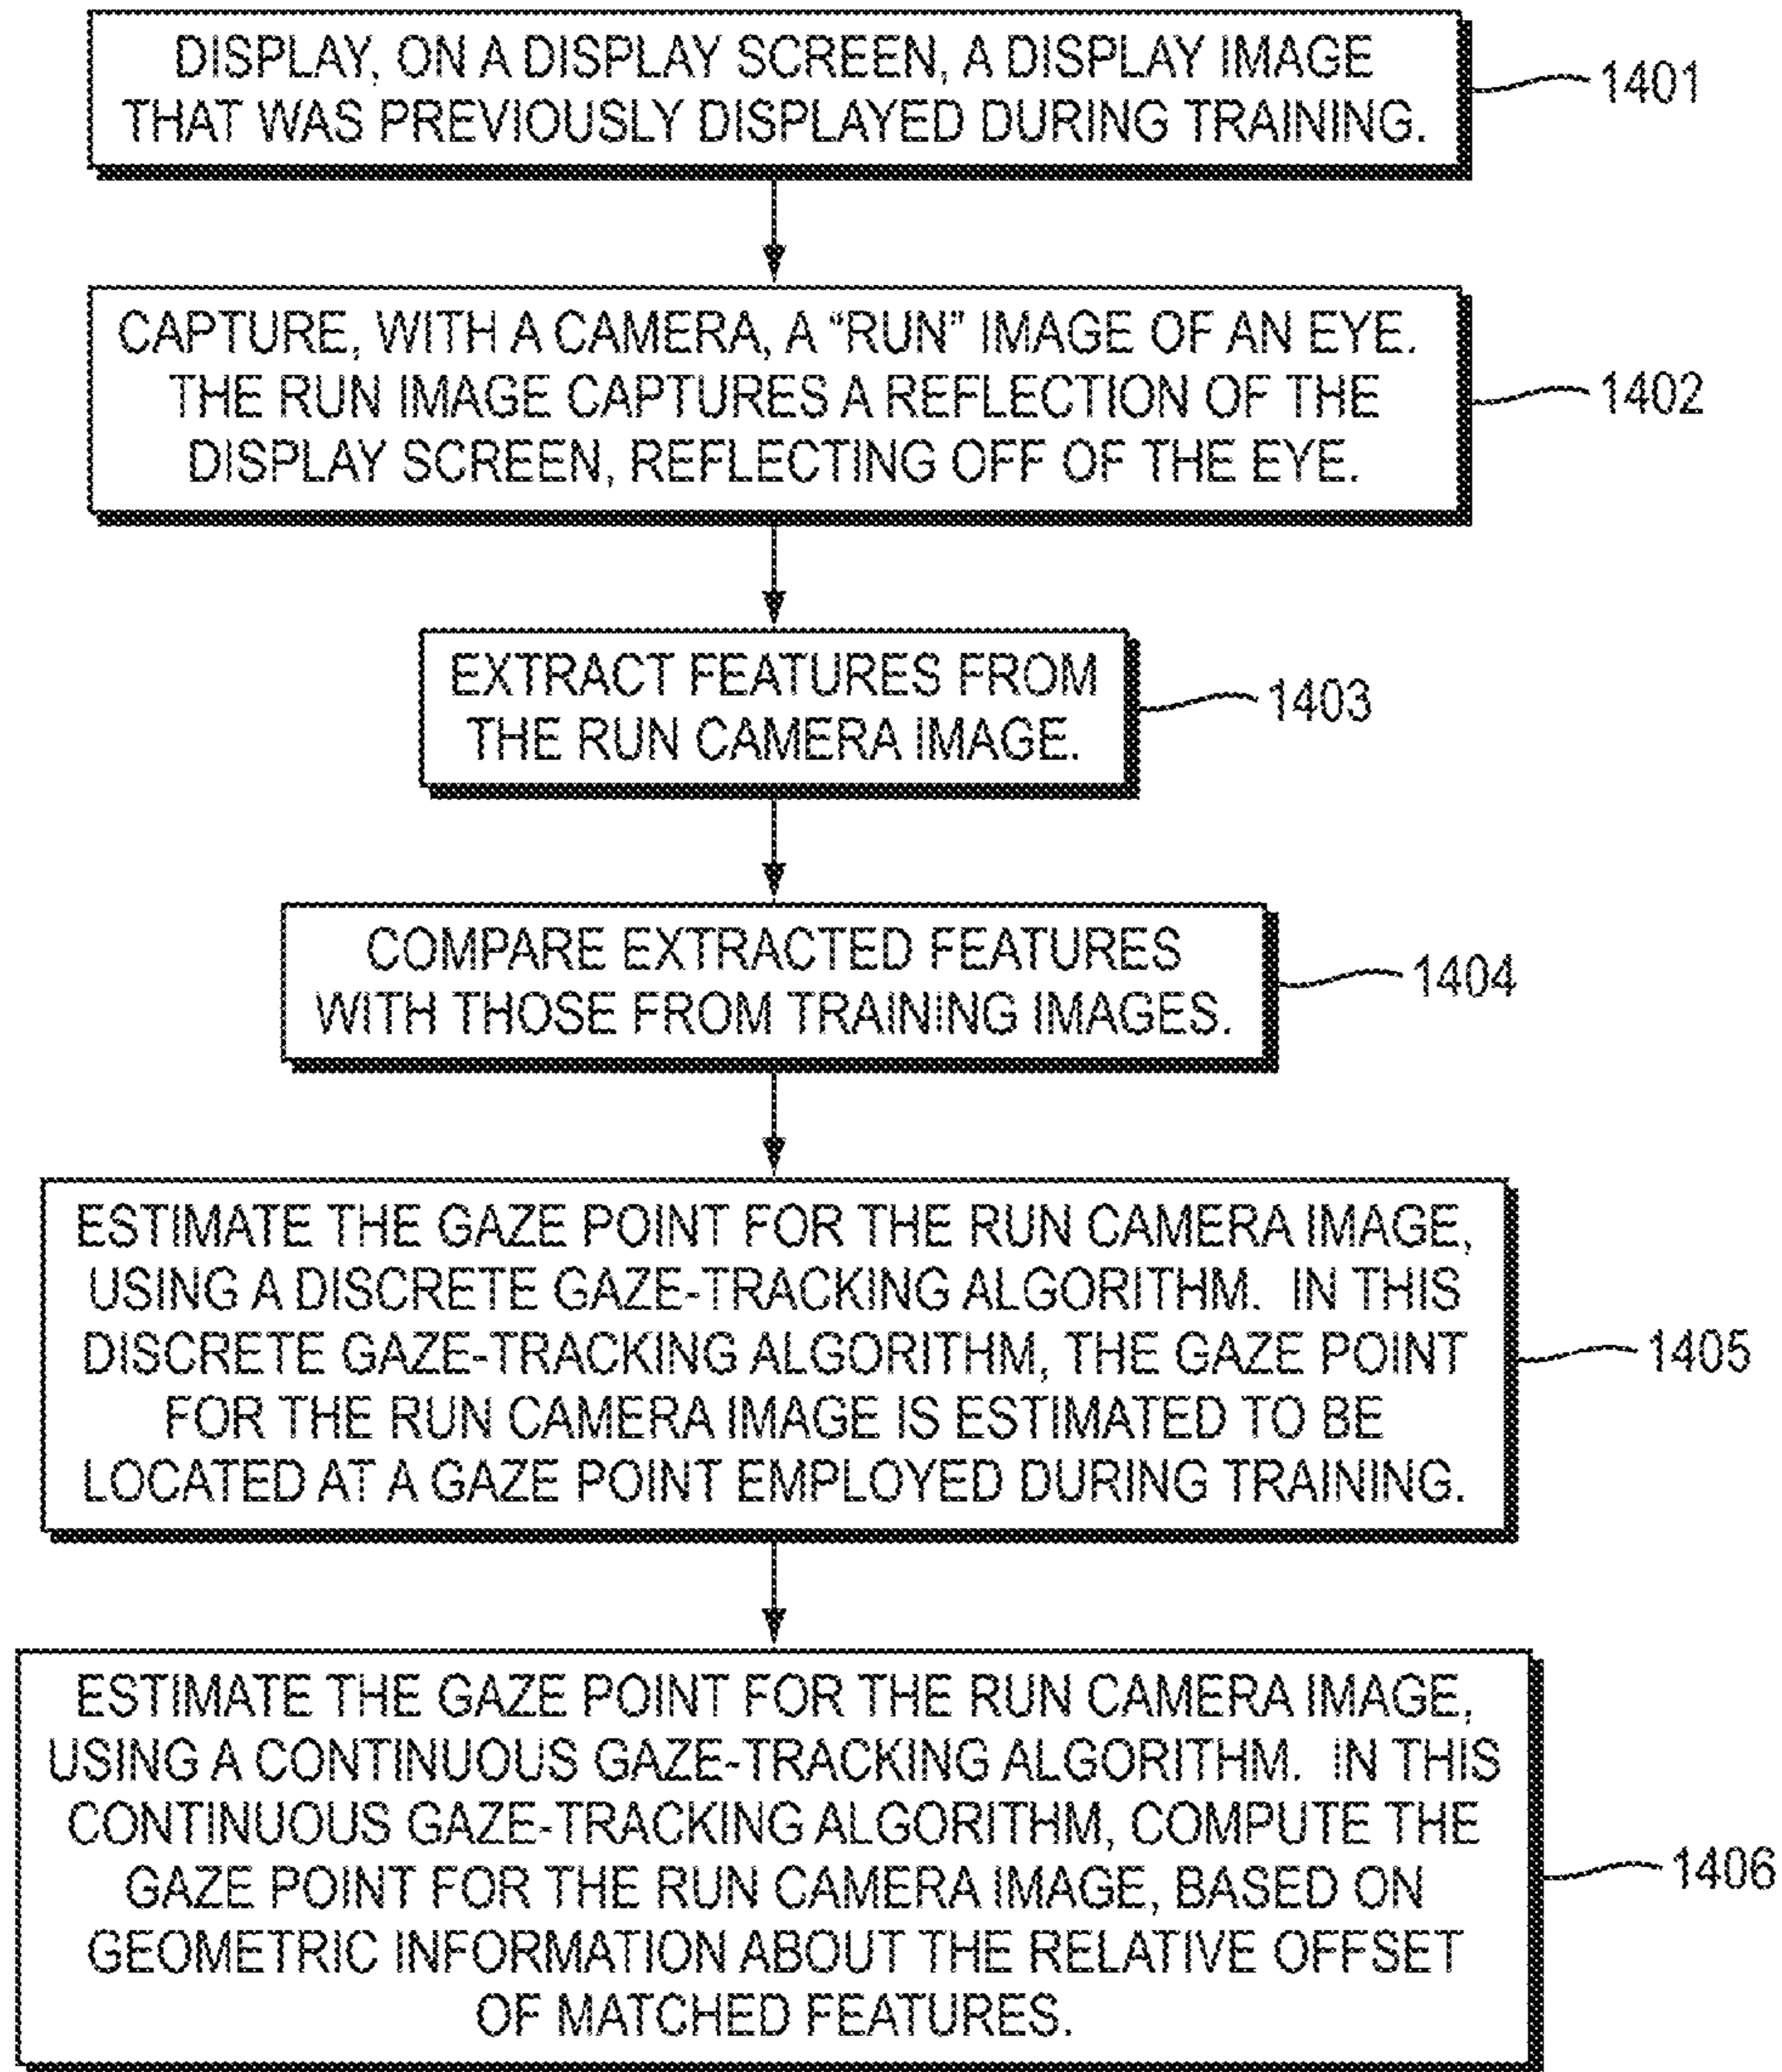 DISPLAY, ON A DISPLAY SCREEN, A DISPLAY IMAGE
THAT WAS PREVIOUSLY DISPLAYED DURING TRAINING.
1401
CAPTURE, WITH A CAMERA, A “RUN” IMAGE OF AN EYE.
THE RUN IMAGE CAPTURES A REFLECTION OF THE
DISPLAY SCREEN, REFLECTING OFF OF THE EYE.
1402
EXTRACT FEATURES FROM
THE RUN CAMERA IMAGE.
1403
COMPARE EXTRACTED FEATURES
WITH THOSE FROM TRAINING IMAGES.
1404
ESTIMATE THE GAZE POINT FOR THE RUN CAMERA IMAGE,
USING A DISCRETE GAZE-TRACKING ALGORITHM. IN THIS
DISCRETE GAZE-TRACKING ALGORITHM, THE GAZE POINT
FOR THE RUN CAMERA IMAGE IS ESTIMATED TO BE
LOCATED AT A GAZE POINT EMPLOYED DURING TRAINING.
1405
ESTIMATE THE GAZE POINT FOR THE RUN CAMERA IMAGE,
USING A CONTINUOUS GAZE-TRACKING ALGORITHM. IN THIS
CONTINUOUS GAZE-TRACKING ALGORITHM, COMPUTE THE
GAZE POINT FOR THE RUN CAMERA IMAGE, BASED ON
GEOMETRIC INFORMATION ABOUT THE RELATIVE OFFSET
OF MATCHED FEATURES.
1406